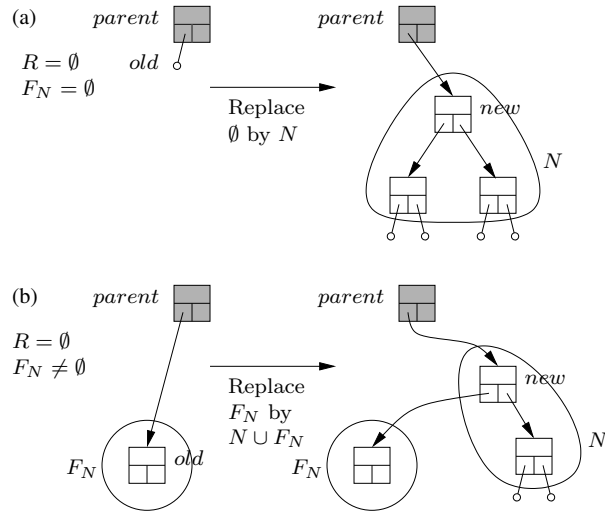 (a)
parent
parent
R = ∅
old
F_N = ∅
Replace
∅ by N
new
N
(b)
parent
parent
R = ∅
F_N ≠ ∅
Replace
F_N by
N ∪ F_N
new
old
F_N
F_N
N